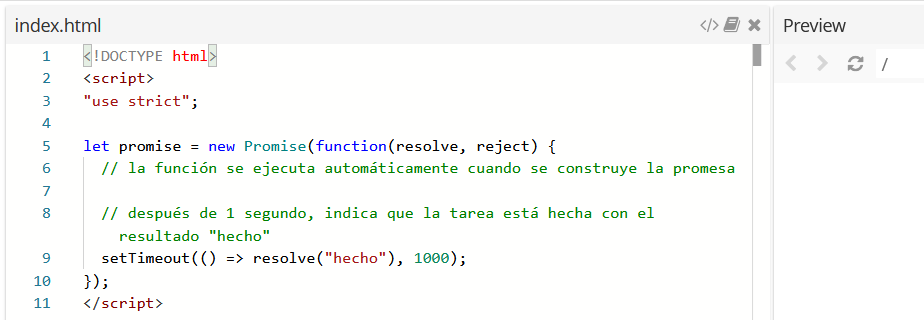 index.html
Preview
/
1 <!DOCTYPE html>
2 <script>
3 "use strict";
4
5 let promise = new Promise(function(resolve, reject) {
6 // la función se ejecuta automáticamente cuando se construye la promesa
7
8 // después de 1 segundo, indica que la tarea está hecha con el
resultado "hecho"
9 setTimeout(() => resolve("hecho"), 1000);
10 });
11 </script>